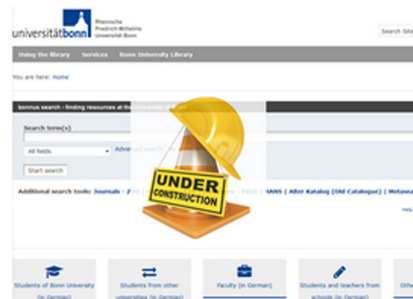 universitätbonn
Rheinische
Friedrich-Wilhelms
Universität Bonn
Search Site
Using the library Services Bonn University Library
You are here: Home
bonnus search - finding resources at the University of
Search term(s)
All fields
Advanced search
Start search
UNDER
CONSTRUCTION
Additional search tools: Journals - | HANS | Alter Katalog (Old Catalogue) |
Help
Students of Bonn University
(in German)
Students from other
universities (in German)
Faculty (in German)
Students and teachers from
schools (in German)